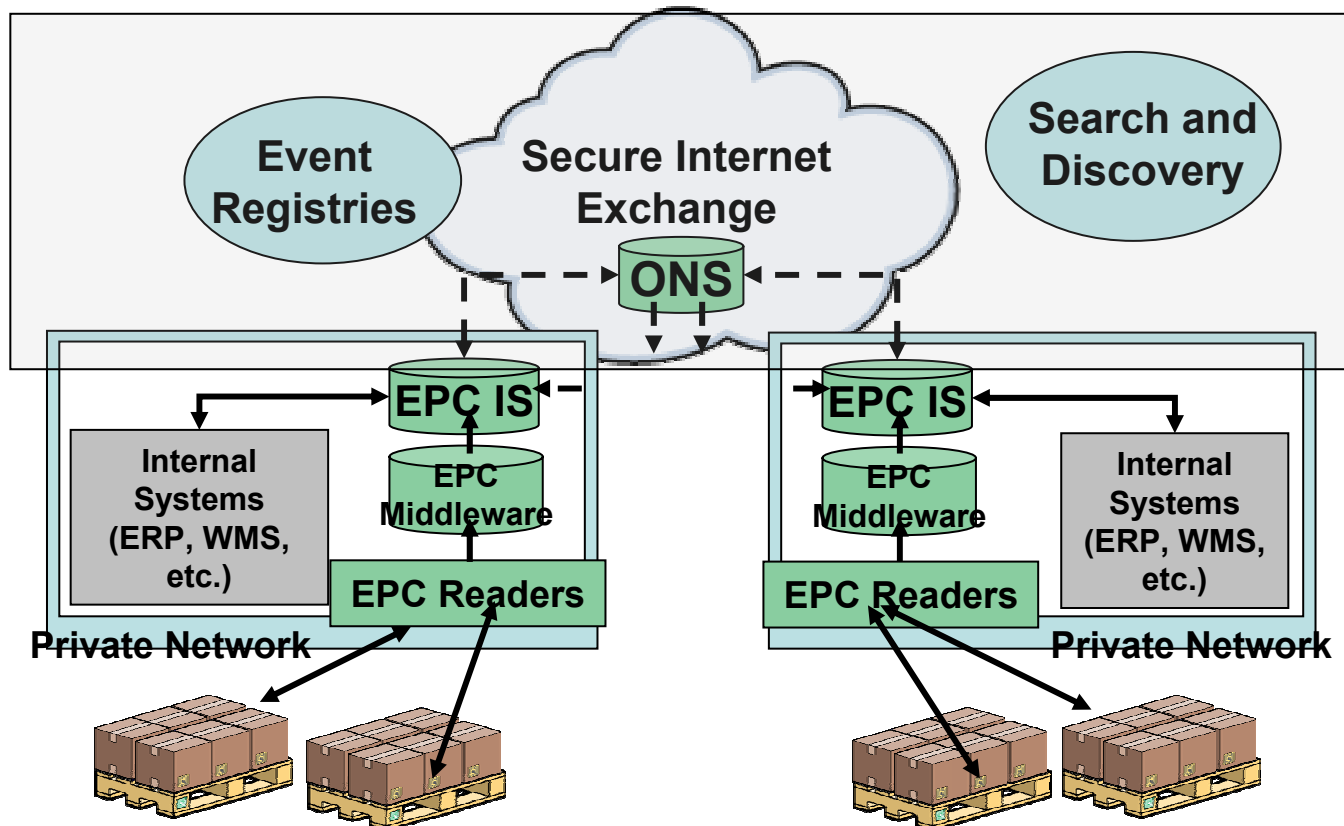 Event
Registries
Secure Internet
Exchange
ONS
Search and
Discovery
EPC IS
Internal
Systems
(ERP, WMS,
etc.)
EPC
Middleware
EPC Readers
Private Network
EPC IS
EPC
Middleware
Internal
Systems
(ERP, WMS,
etc.)
EPC Readers
Private Network